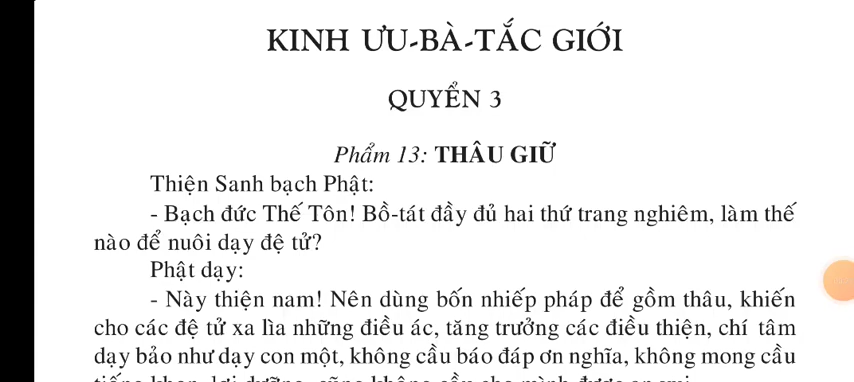 KINH ƯU-BÀ-TẮC GIỚI
QUYỂN 3
Phẩm 13: THÂU GIỮ
Thiện Sanh bạch Phật:
- Bạch đức Thế Tôn! Bồ-tát đầy đủ hai thứ trang nghiêm, làm thế
nào để nuôi dạy đệ tử?
Phật dạy:
- Này thiện nam! Nên dùng bốn nhiếp pháp để gồm thâu, khiến
cho các đệ tử xa lìa những điều ác, tăng trưởng các điều thiện, chí tâm
dạy bảo như dạy con một, không cầu báo đáp ơn nghĩa, không mong cầu